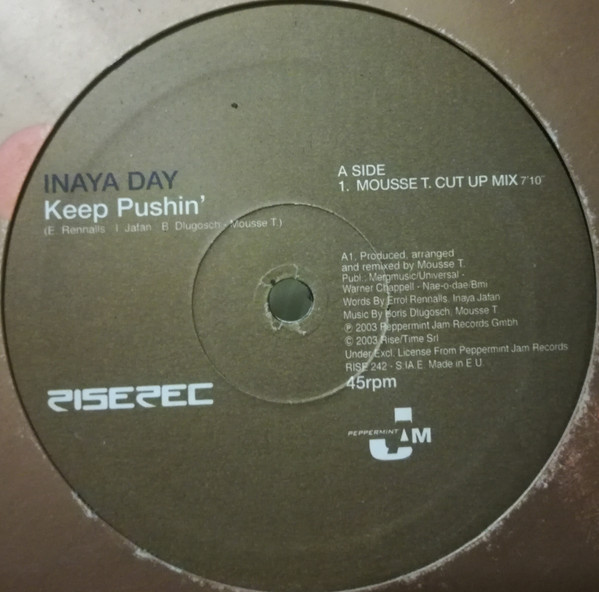 INAYA DAY
Keep Pushin'
(E. Rennalls . I. Jafan . B. Dlugosch . Mousse T.)
A SIDE
1. MOUSSE T. CUT UP MIX 7'10"
A1. Produced, arranged
and remixed by Mousse T.
Publ.: Metpmusic/Universal -
Warner Chappell - Nae-o-dae/Bmi
Words By Errol Rennalls, Inaya Jafan
Music By Boris Dlugosch, Mousse T
℗ 2003 Peppermint Jam Records Gmbh
© 2003 Rise/Time Srl
Under Excl. License From Peppermint Jam Records
RISE 242 - S.IA.E. Made in E.U.
45rpm
RISEREC
PEPPERMINT JAM